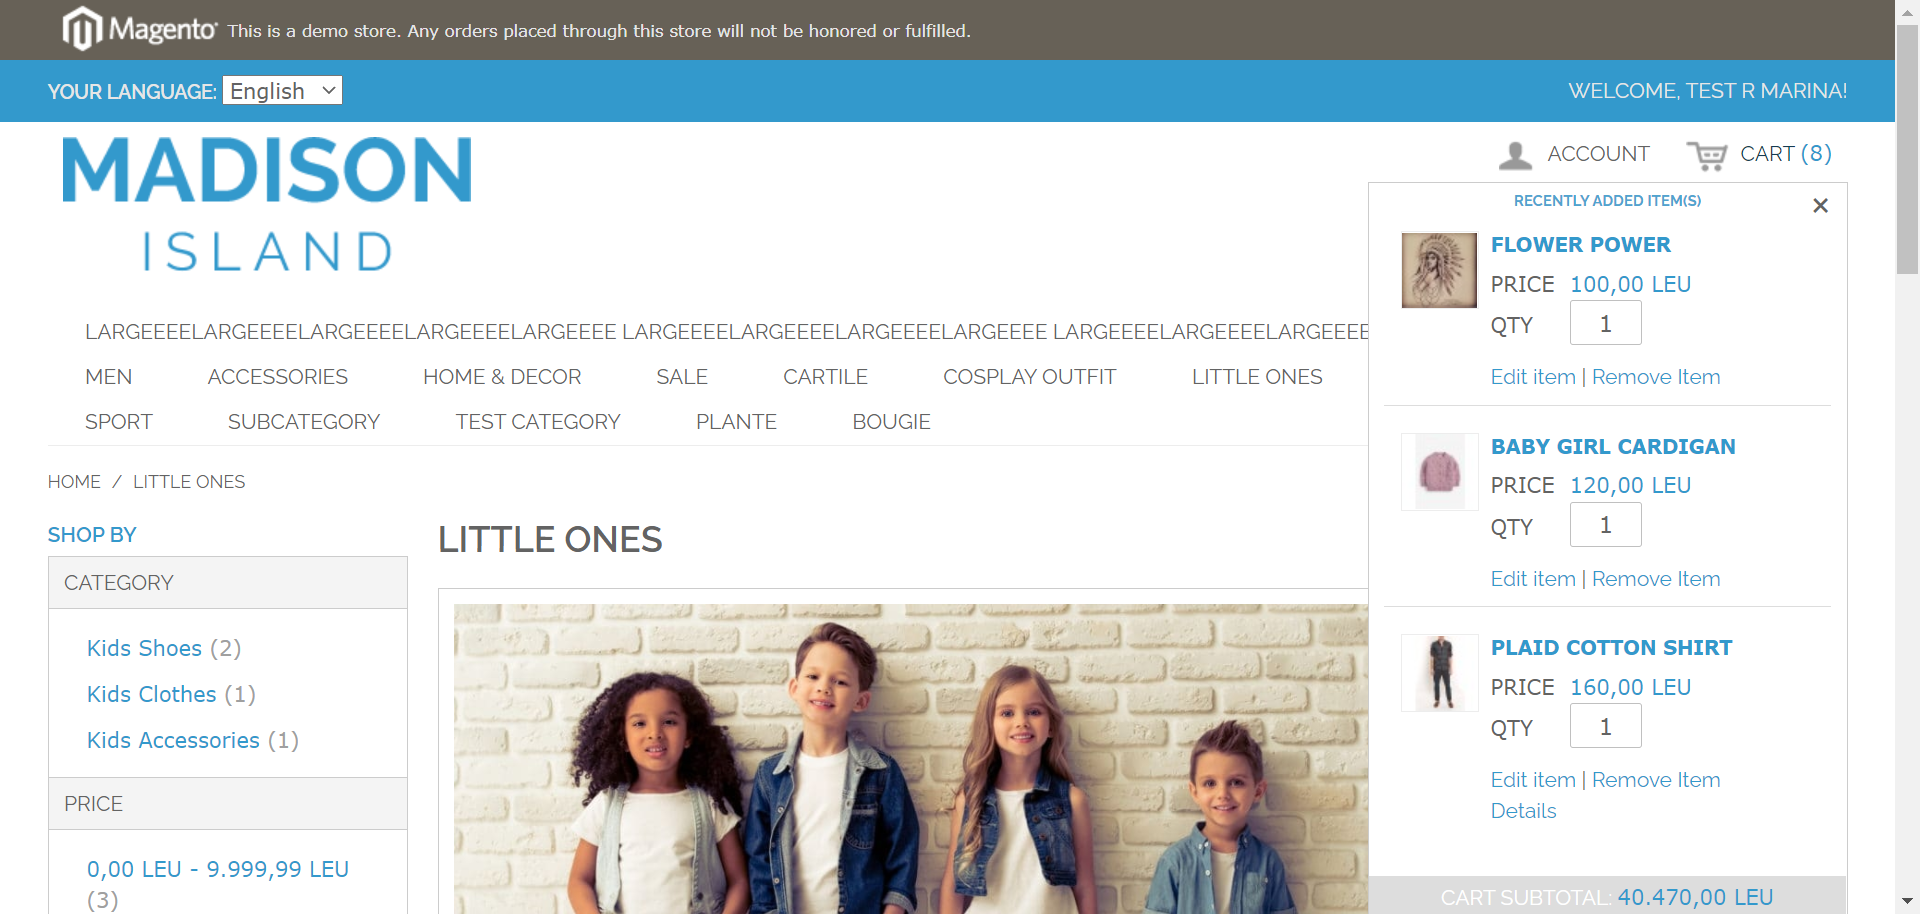 Magento This is a demo store. Any orders placed through this store will not be honored or fulfilled.
YOUR LANGUAGE: English
WELCOME, TEST R MARINA!
MADISON
ISLAND
ACCOUNT
CART (8)
RECENTLY ADDED ITEM(S)
×
FLOWER POWER
PRICE 100,00 LEU
QTY 1
Edit item | Remove Item
BABY GIRL CARDIGAN
PRICE 120,00 LEU
QTY 1
Edit item | Remove Item
PLAID COTTON SHIRT
PRICE 160,00 LEU
QTY 1
Edit item | Remove Item
Details
CART SUBTOTAL: 40.470,00 LEU
LARGEEEELARGEEEELARGEEEELARGEEEELARGEEEE LARGEEEELARGEEEELARGEEEELARGEEEE LARGEEEELARGEEEELARGEEEE
MEN ACCESSORIES HOME & DECOR SALE CARTILE COSPLAY OUTFIT LITTLE ONES
SPORT SUBCATEGORY TEST CATEGORY PLANTE BOUGIE
HOME / LITTLE ONES
SHOP BY
CATEGORY
Kids Shoes (2)
Kids Clothes (1)
Kids Accessories (1)
PRICE
0,00 LEU - 9.999,99 LEU
(3)
LITTLE ONES